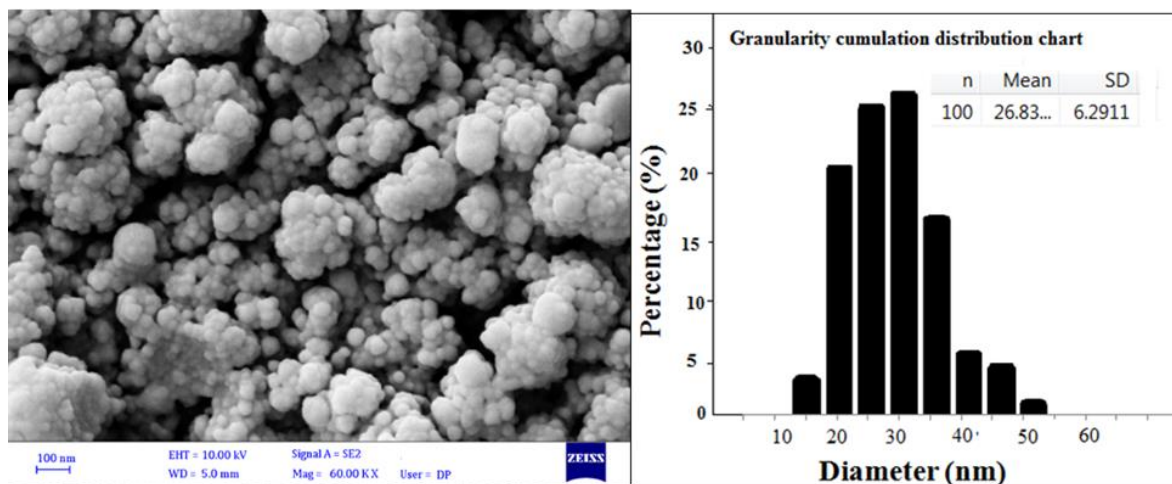 100 nm
EHT = 10.00 kV
Signal A = SE2
WD = 5.0 mm
Mag = 60.00 K X
User = DP
ZEISS
Granularity cumulation distribution chart
n Mean SD
100 26.83... 6.2911
Percentage (%)
30
25
20
15
10
5
0
10 20 30 40 50 60
Diameter (nm)